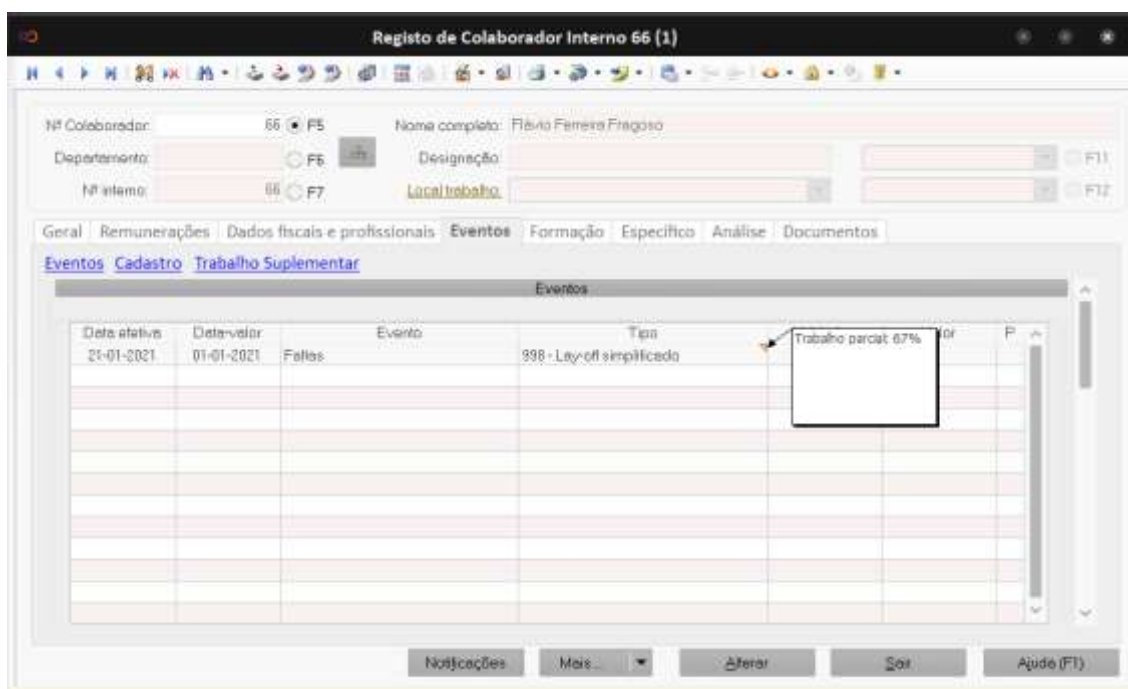 Registo de Colaborador Interno 66 (1)
Nº Colaborador: 66 F5 Nome completo: Flávio Ferreira Fragoso
Departamento: F6 Designação: F11
Nº interno: 66 F7 Local trabalho: F12
Geral Remunerações Dados fiscais e profissionais Eventos Formação Específico Análise Documentos
Eventos Cadastro Trabalho Suplementar
Eventos
Data efetiva Data-valor Evento Tipo lor P
21-01-2021 01-01-2021 Faltas 998 - Lay-off simplificado
Trabalho parcial: 67%
Notificações Mais... Alterar Sair Ajuda (F1)